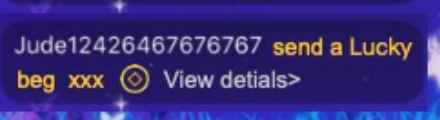 Jude12426467676767 send a Lucky
beg xxx View detials>